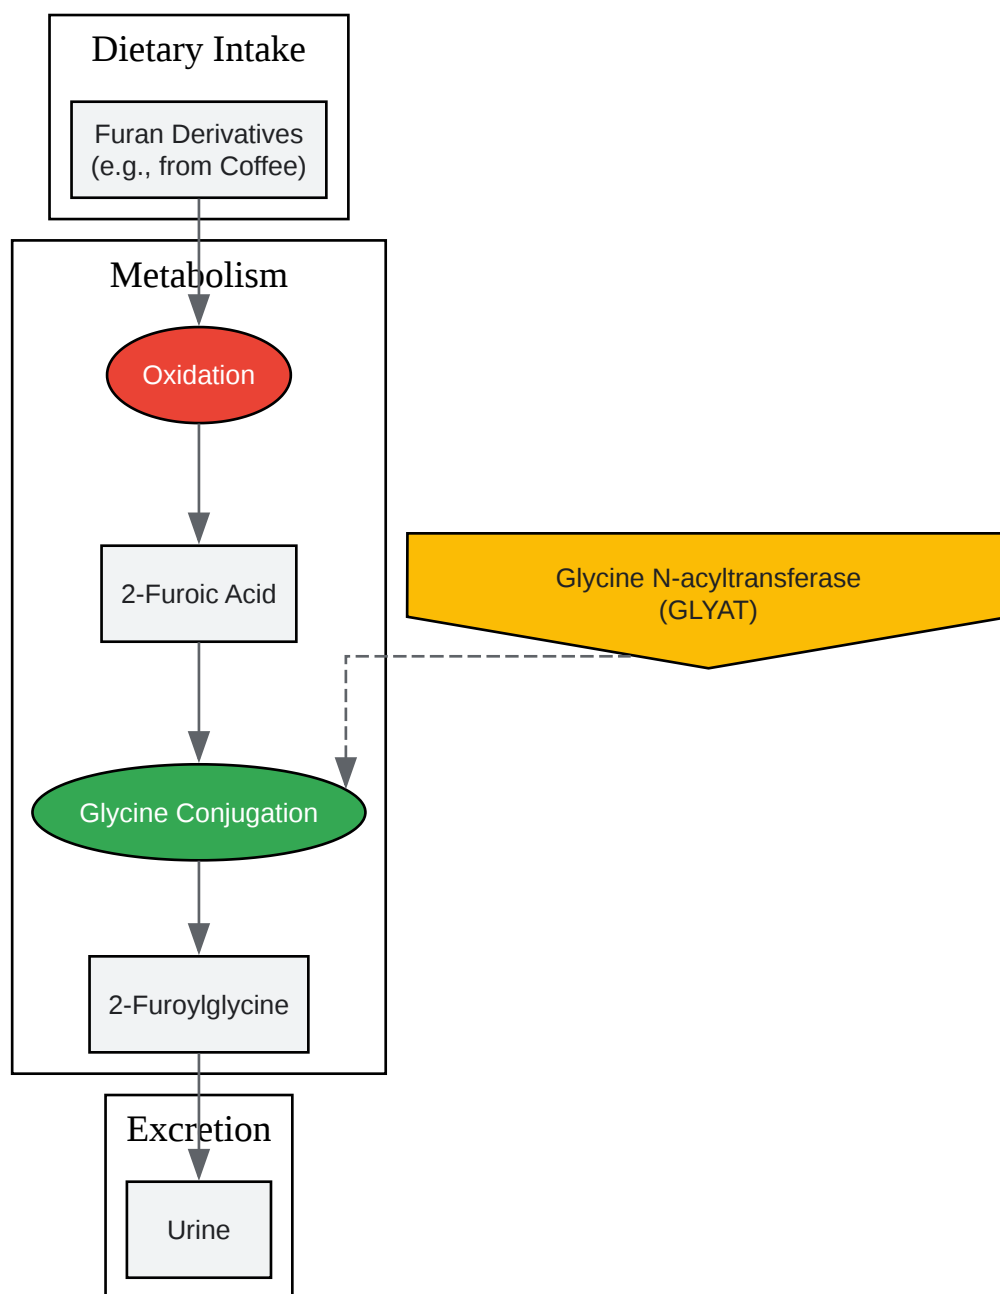 Dietary Intake
Furan Derivatives
(e.g., from Coffee)
Metabolism
Oxidation
2-Furoic Acid
Glycine N-acyltransferase
(GLYAT)
Glycine Conjugation
2-Furoylglycine
Excretion
Urine